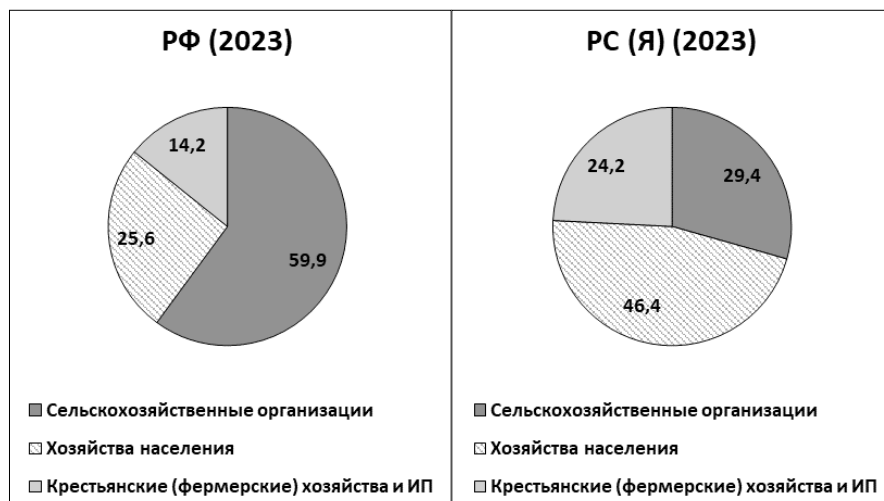 РФ (2023)
14,2
25,6
59,9
Сельскохозяйственные организации
Хозяйства населения
Крестьянские (фермерские) хозяйства и ИП
РС (Я) (2023)
24,2
29,4
46,4
Сельскохозяйственные организации
Хозяйства населения
Крестьянские (фермерские) хозяйства и ИП